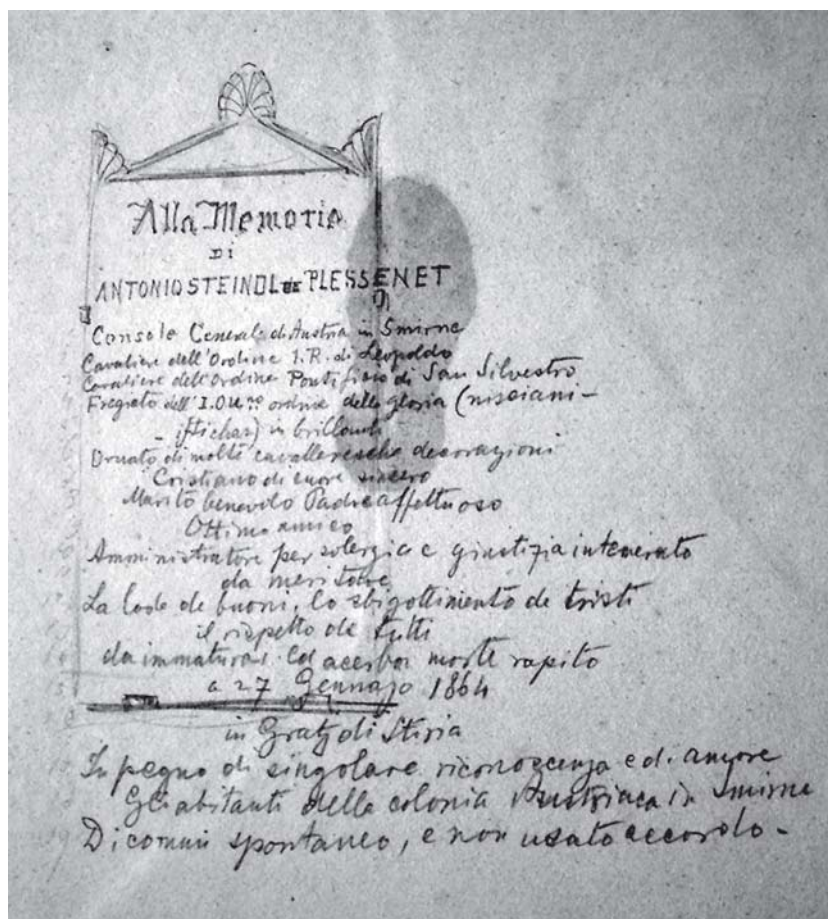 Alla Memoria
DI
ANTONIO STEINDL DE PLESSENET
Console Generale di Austria in Smirne
Cavaliere dell'Ordine I.R. di Leopoldo
Cavaliere dell'Ordine Pontificio di San Silvestro
Fregiato dell' I. ordine della gloria (nisciani-
- iftichar) in brillanti
Ornato di molte cavalleresche decorazioni
Cristiano di cuore sincero
Marito benevolo Padre affettuoso
Ottimo amico
Amministratore per solerzia e giustizia intemerato
da meritare
La lode de buoni, lo sbigottimento de tristi
il rispetto de tutti
da immatura ed acerba morte rapito
a 27 Gennajo 1864
in Gratz di Stiria
In pegno di singolare riconoscenza e di amore
Gli abitanti della colonia Austriaca in Smirne
Di comun spontaneo, e non usato accordo -